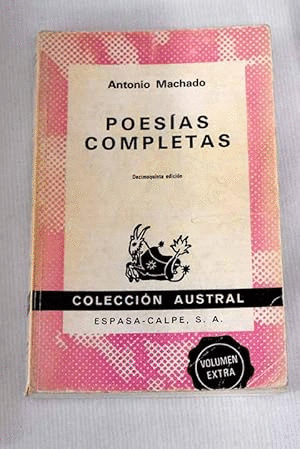 Antonio Machado
POESÍAS
COMPLETAS
Decimoquinta edición
COLECCIÓN AUSTRAL
ESPASA-CALPE, S. A.
VOLUMEN
EXTRA